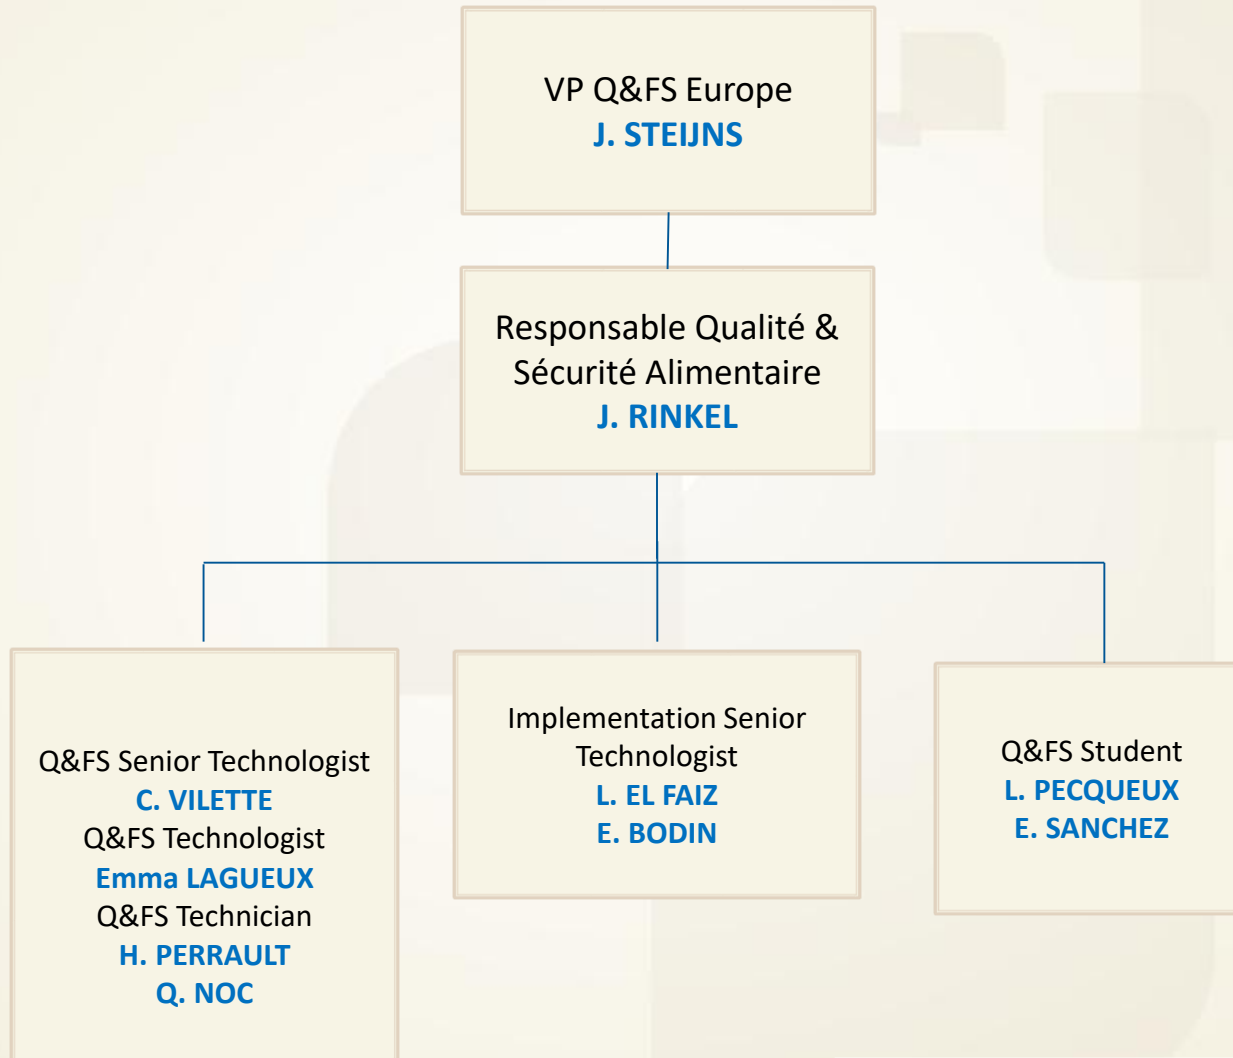 VP Q&FS Europe
J. STEIJNS
Responsable Qualité &
Sécurité Alimentaire
J. RINKEL
Q&FS Senior Technologist
C. VILETTE
Q&FS Technologist
Emma LAGUEUX
Q&FS Technician
H. PERRAULT
Q. NOC
Implementation Senior
Technologist
L. EL FAIZ
E. BODIN
Q&FS Student
L. PECQUEUX
E. SANCHEZ